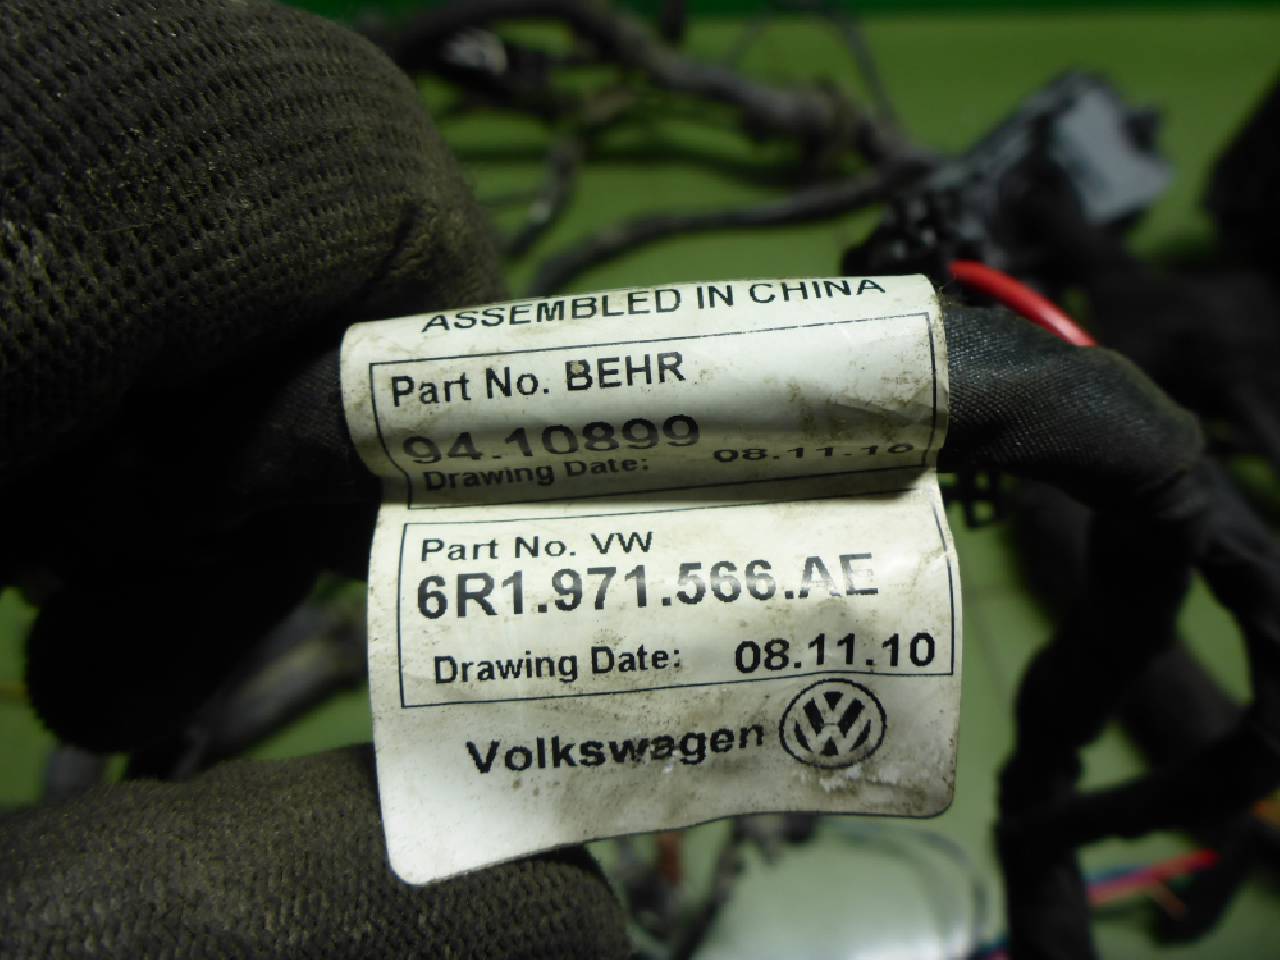 ASSEMBLED IN CHINA
Part No. BEHR
94.10899
Drawing Date: 08.11.10
Part No. VW
6R1.971.566.AE
Drawing Date: 08.11.10
Volkswagen